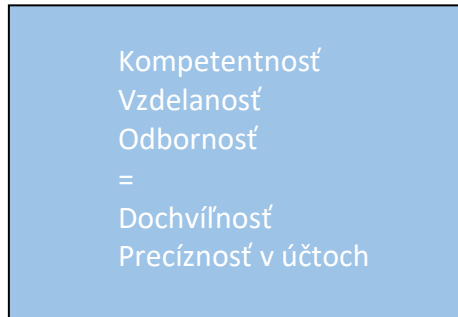 Kompetentnosť
Vzdelanosť
Odbornosť
=
Dochvíľnosť
Precíznosť v účtoch